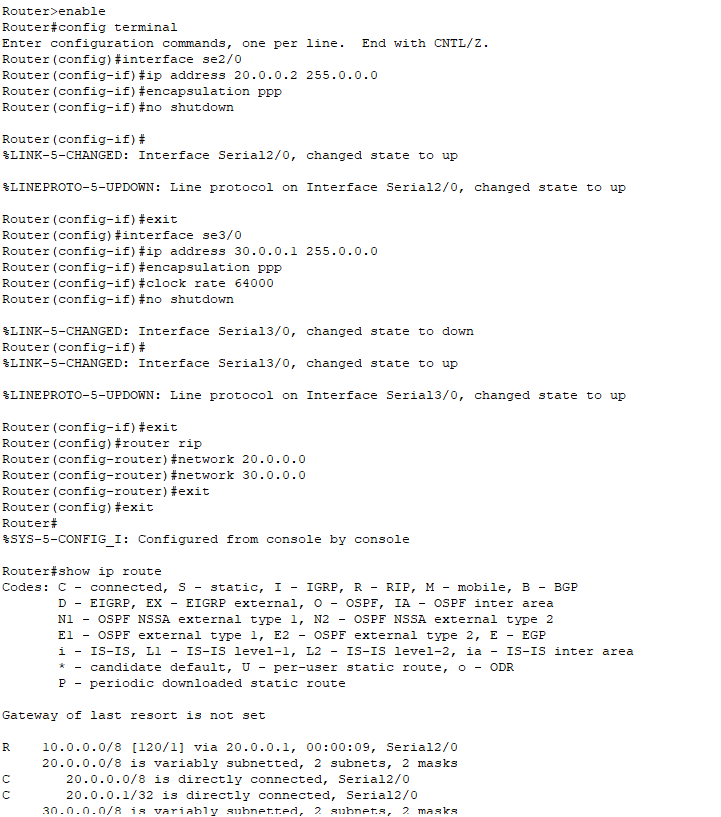 Router>enable
Router#config terminal
Enter configuration commands, one per line.  End with CNTL/Z.
Router(config)#interface se2/0
Router(config-if)#ip address 20.0.0.2 255.0.0.0
Router(config-if)#encapsulation ppp
Router(config-if)#no shutdown
Router(config-if)#
%LINK-5-CHANGED: Interface Serial2/0, changed state to up
%LINEPROTO-5-UPDOWN: Line protocol on Interface Serial2/0, changed state to up
Router(config-if)#exit
Router(config)#interface se3/0
Router(config-if)#ip address 30.0.0.1 255.0.0.0
Router(config-if)#encapsulation ppp
Router(config-if)#clock rate 64000
Router(config-if)#no shutdown
%LINK-5-CHANGED: Interface Serial3/0, changed state to down
Router(config-if)#
%LINK-5-CHANGED: Interface Serial3/0, changed state to up
%LINEPROTO-5-UPDOWN: Line protocol on Interface Serial3/0, changed state to up
Router(config-if)#exit
Router(config)#router rip
Router(config-router)#network 20.0.0.0
Router(config-router)#network 30.0.0.0
Router(config-router)#exit
Router(config)#exit
Router#
%SYS-5-CONFIG_I: Configured from console by console
Router#show ip route
Codes: C - connected, S - static, I - IGRP, R - RIP, M - mobile, B - BGP
       D - EIGRP, EX - EIGRP external, O - OSPF, IA - OSPF inter area
       N1 - OSPF NSSA external type 1, N2 - OSPF NSSA external type 2
       E1 - OSPF external type 1, E2 - OSPF external type 2, E - EGP
       i - IS-IS, L1 - IS-IS level-1, L2 - IS-IS level-2, ia - IS-IS inter area
       * - candidate default, U - per-user static route, o - ODR
       P - periodic downloaded static route
Gateway of last resort is not set
R    10.0.0.0/8 [120/1] via 20.0.0.1, 00:00:09, Serial2/0
     20.0.0.0/8 is variably subnetted, 2 subnets, 2 masks
C       20.0.0.0/8 is directly connected, Serial2/0
C       20.0.0.1/32 is directly connected, Serial2/0
     30.0.0.0/8 is variably subnetted, 2 subnets, 2 masks